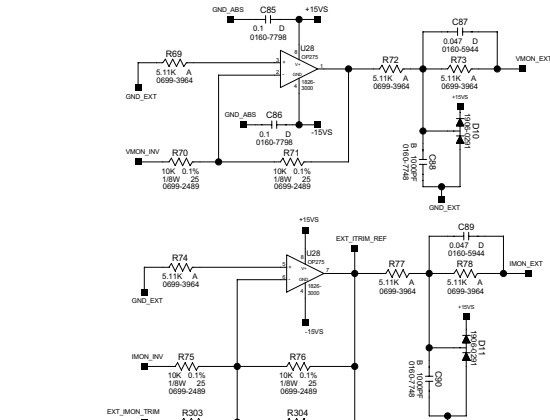 GND_ABS
C85
+15VS
0.1 D
0160-7798
C87
0.047 D
0160-5944
R69
5.11K A
0699-3964
GND_EXT
U28
OP275
3
2
8
V+
GND
4
1
1826-
3000
R72
5.11K A
0699-3964
R73
5.11K A
0699-3964
VMON_EXT
+15VS
D10
1906-0291
GND_ABS
C86
-15VS
0.1 D
0160-7798
VMON_INV
R70
10K 0.1%
1/8W 25
0699-2489
R71
10K 0.1%
1/8W 25
0699-2489
C88
1000PF
B
0160-7748
GND_EXT
+15VS
EXT_ITRIM_REF
C89
0.047 D
0160-5944
R74
5.11K A
0699-3964
GND_EXT
U28
OP275
5
6
8
V+
GND
4
7
1826-
3000
-15VS
R77
5.11K A
0699-3964
R78
5.11K A
0699-3964
IMON_EXT
+15VS
D11
1906-0291
IMON_INV
R75
10K 0.1%
1/8W 25
0699-2489
R76
10K 0.1%
1/8W 25
0699-2489
C90
1000PF
B
0160-7748
EXT_IMON_TRIM
R303
R304